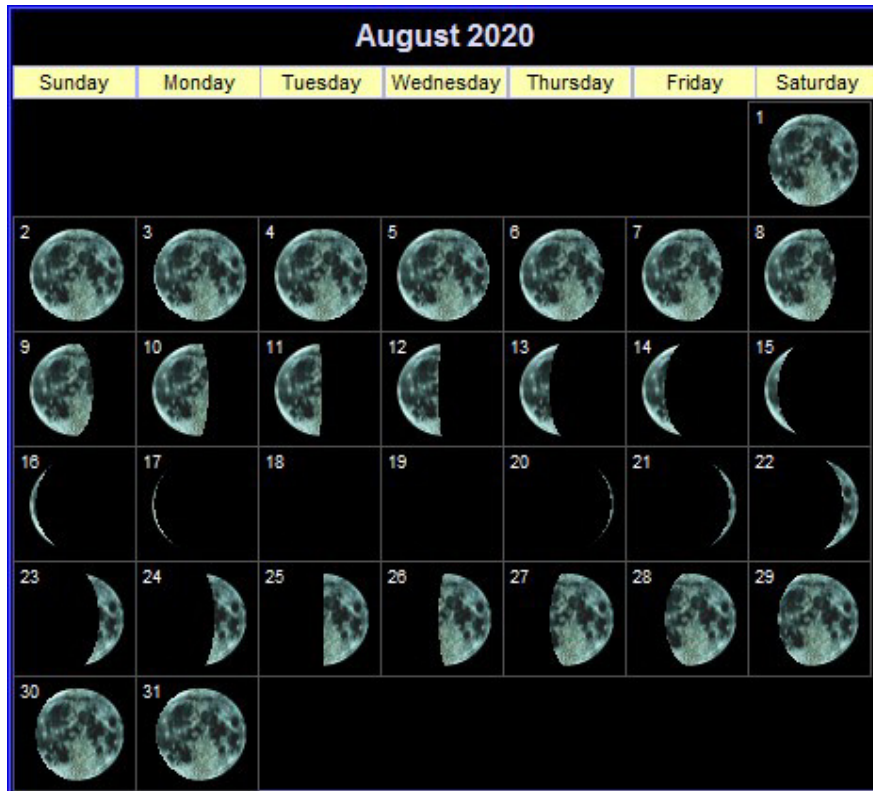 August 2020
Sunday Monday Tuesday Wednesday Thursday Friday Saturday
1
2 3 4 5 6 7 8
9 10 11 12 13 14 15
16 17 18 19 20 21 22
23 24 25 26 27 28 29
30 31